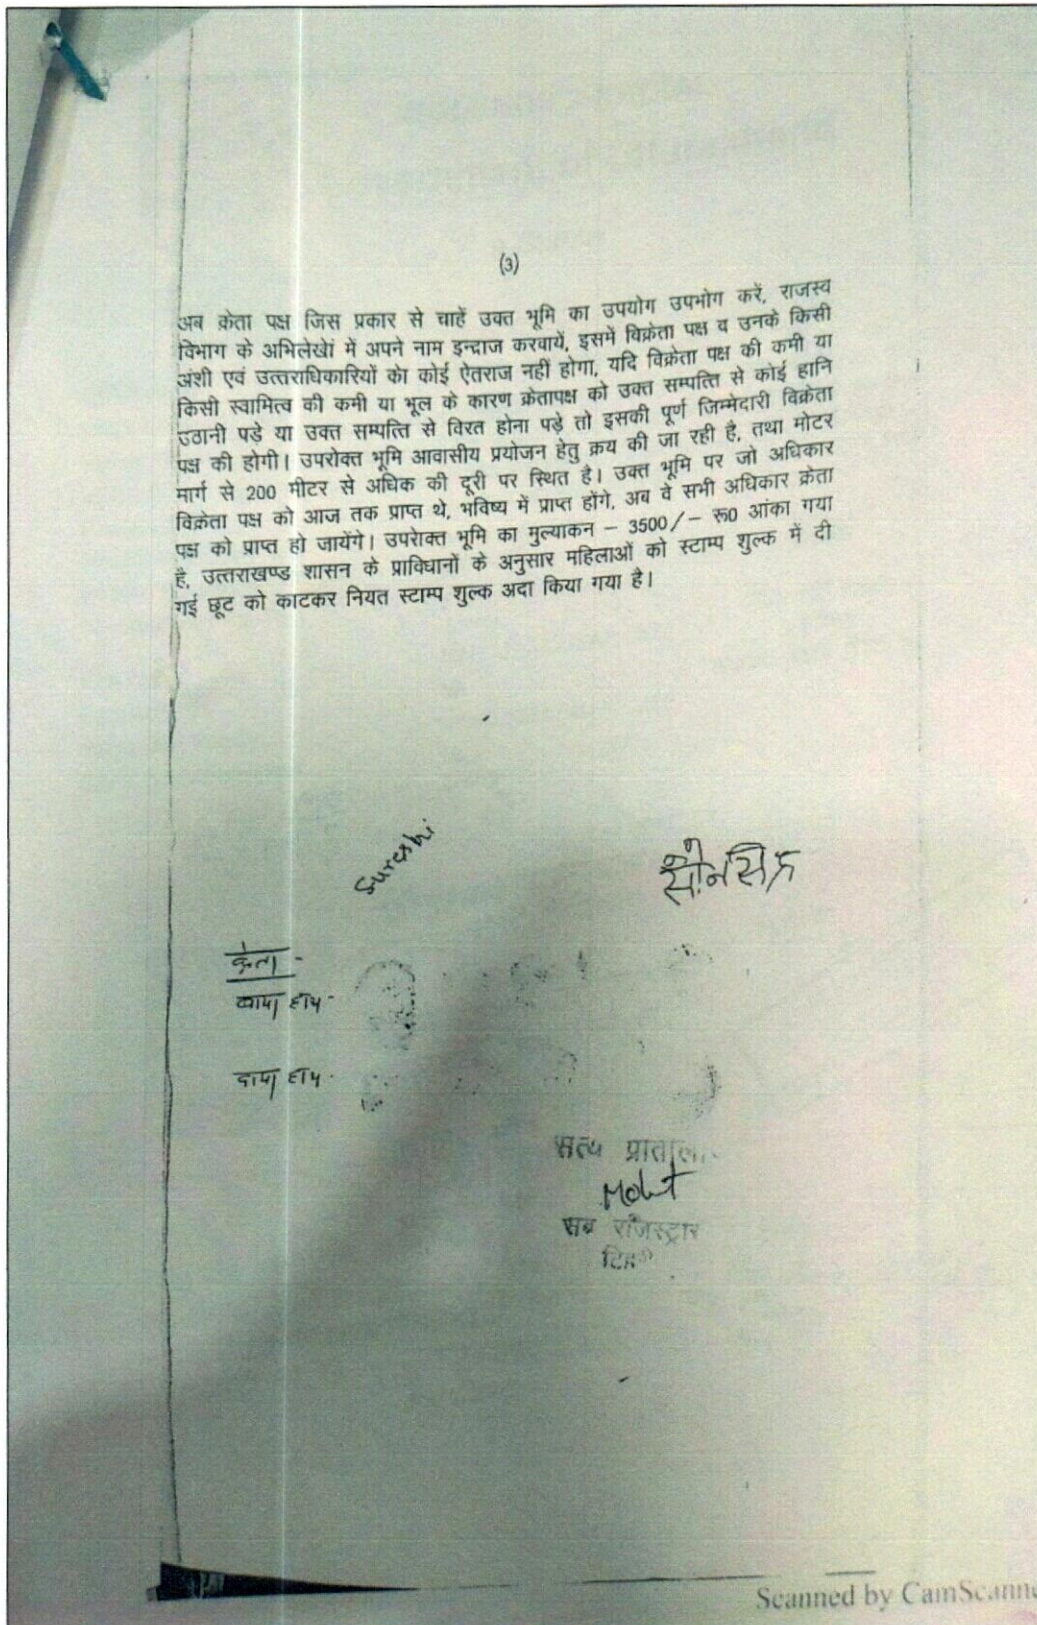 (3)
अब क्रेता पक्ष जिस प्रकार से चाहें उक्त भूमि का उपयोग उपभोग करें, राजस्व
विभाग के अभिलेखों में अपने नाम इन्द्राज करवायें, इसमें विक्रेता पक्ष व उनके किसी
अंशी एवं उत्तराधिकारियों को कोई ऐतराज नहीं होगा, यदि विक्रेता पक्ष की कमी या
किसी स्वामित्व की कमी या भूल के कारण क्रेतापक्ष को उक्त सम्पत्ति से कोई हानि
उठानी पड़े या उक्त सम्पत्ति से विरत होना पड़े तो इसकी पूर्ण जिम्मेदारी विक्रेता
पक्ष की होगी। उपरोक्त भूमि आवासीय प्रयोजन हेतु क्रय की जा रही है, तथा मोटर
मार्ग से 200 मीटर से अधिक की दूरी पर स्थित है। उक्त भूमि पर जो अधिकार
विक्रेता पक्ष को आज तक प्राप्त थे, भविष्य में प्राप्त होंगे, अब वे सभी अधिकार क्रेता
पक्ष को प्राप्त हो जायेंगे। उपरोक्त भूमि का मुल्याकन – 3500/– रू0 आंका गया
है, उत्तराखण्ड शासन के प्राविधानों के अनुसार महिलाओं को स्टाम्प शुल्क में दी
गई छूट को काटकर नियत स्टाम्प शुल्क अदा किया गया है।
Sureshi
क्रेता -
बाया हाथ -
दाया हाथ -
सत्य
Mohit
सब रजिस्ट्रार
Scanned by CamScanne